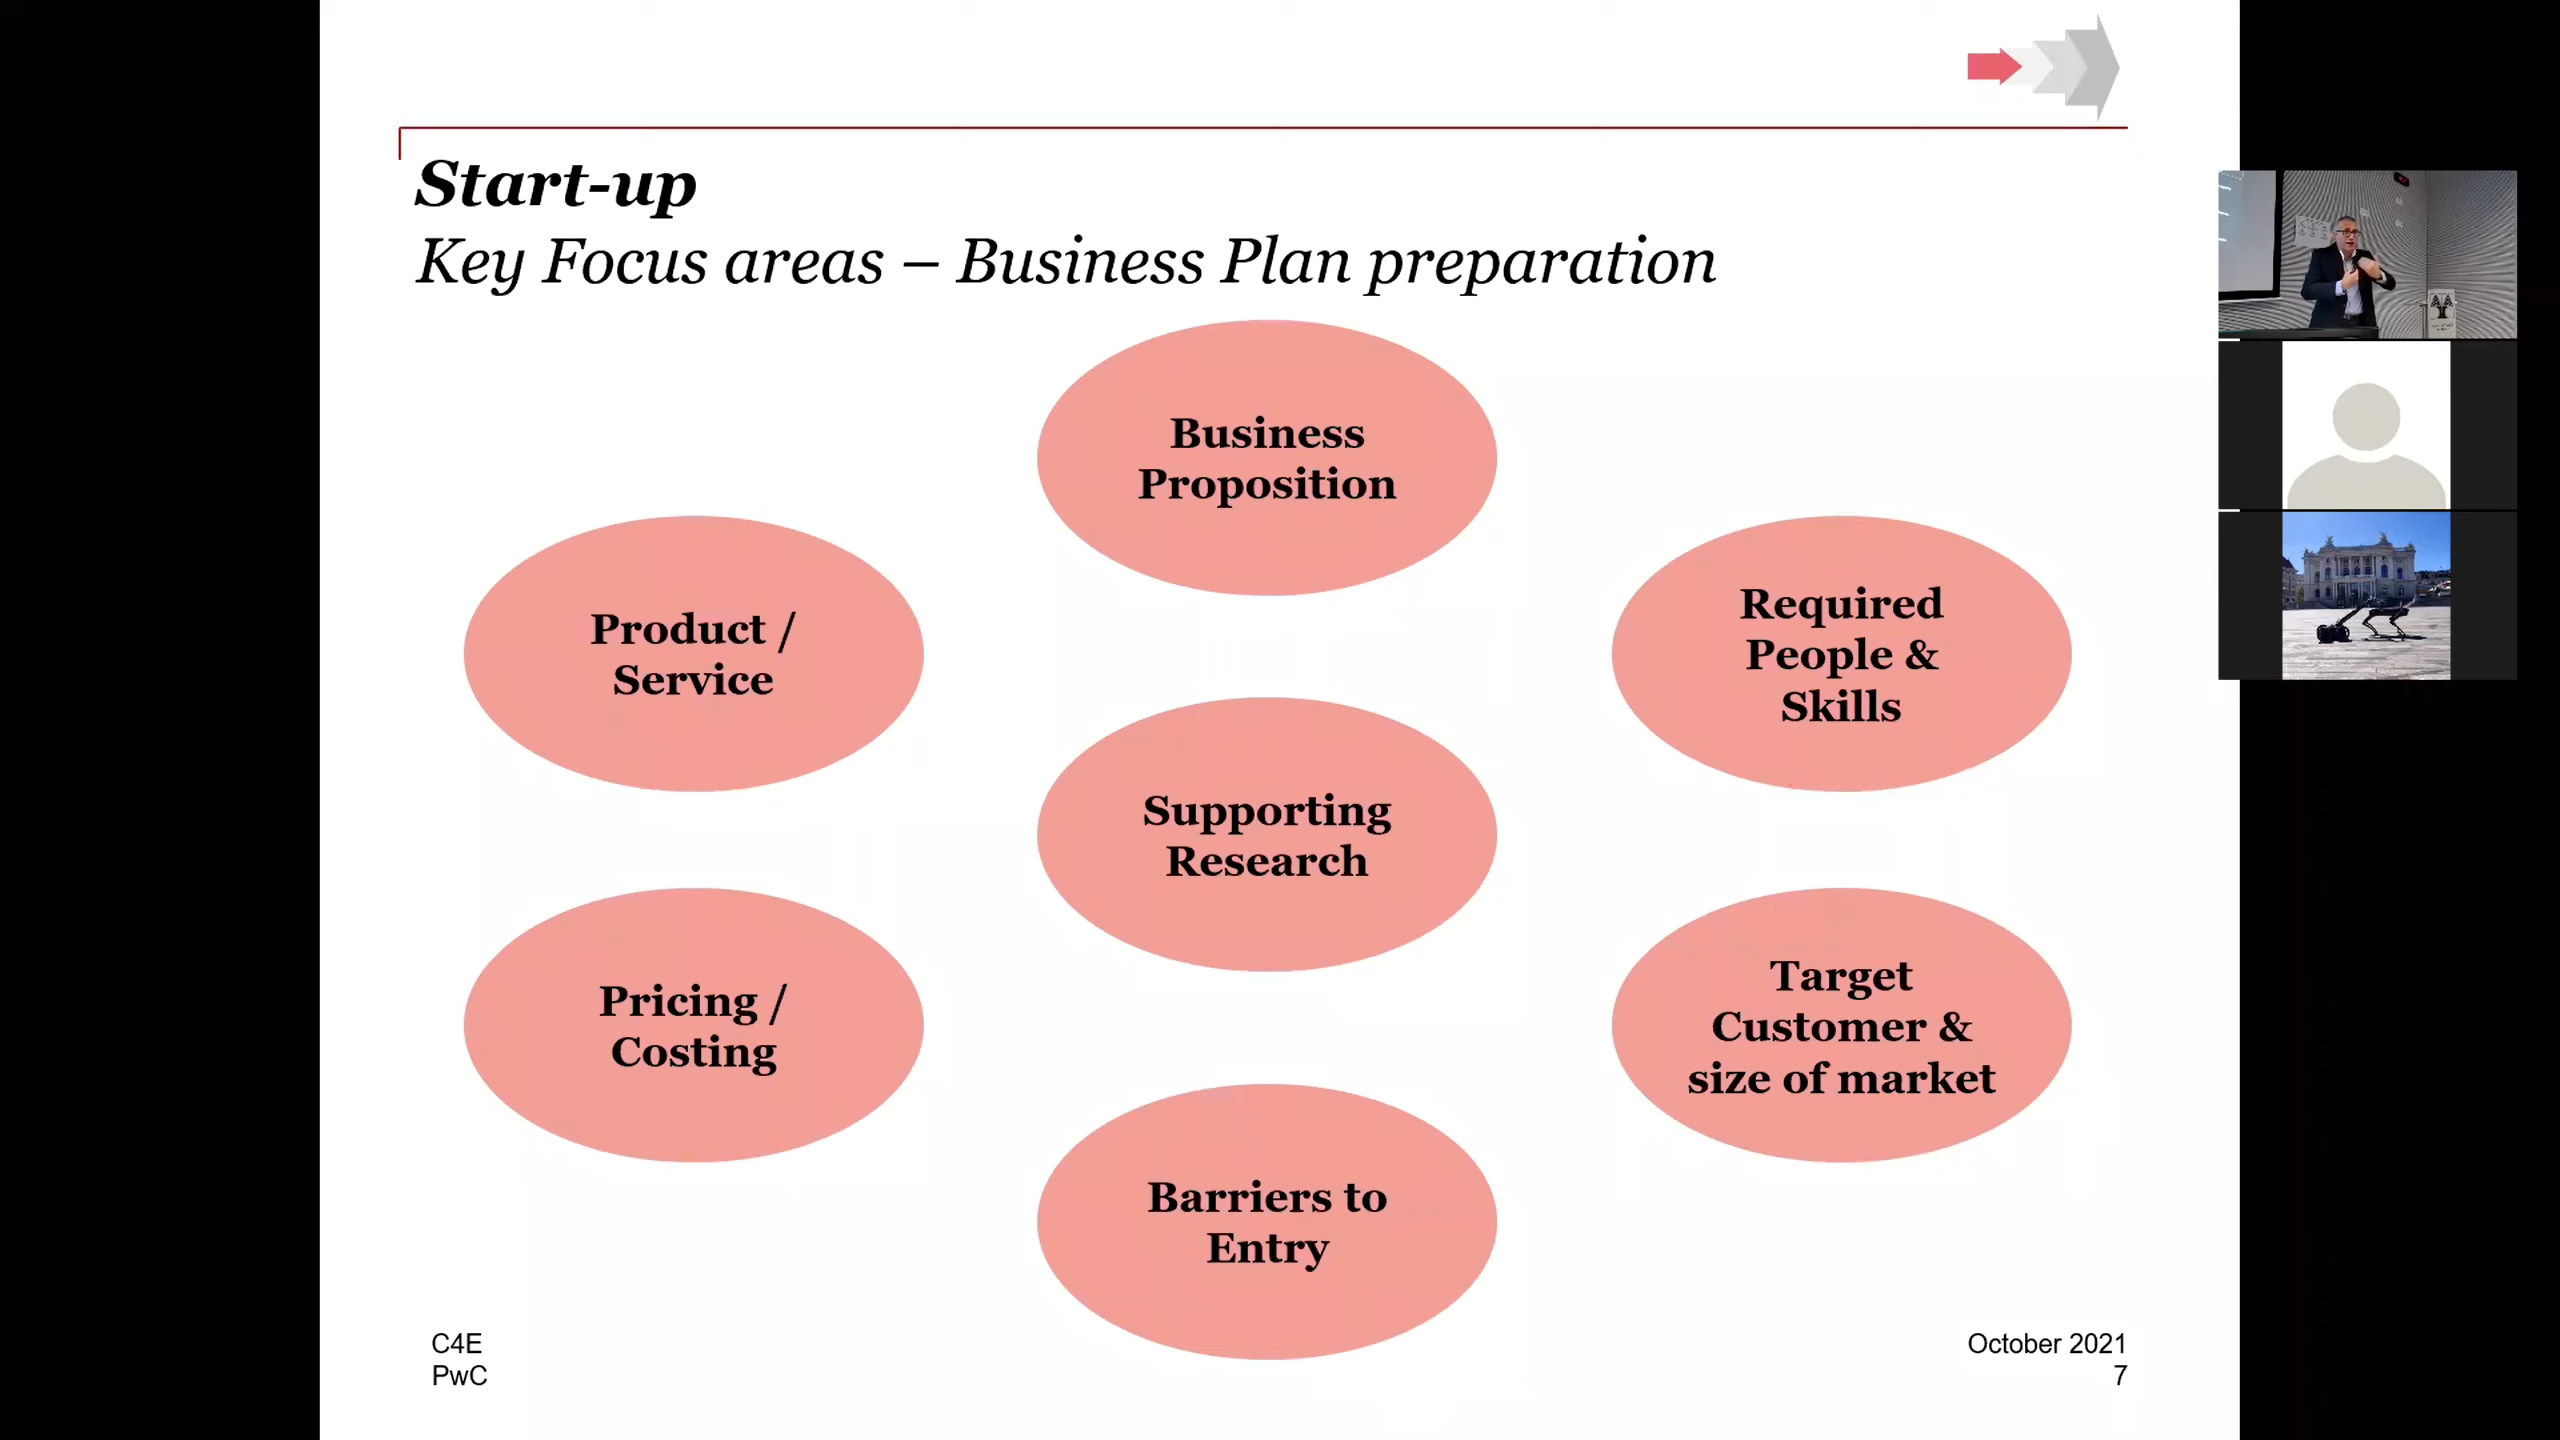 Start-up
Key Focus areas – Business Plan preparation
Business
Proposition
Product /
Service
Required
People &
Skills
Supporting
Research
Pricing /
Costing
Target
Customer &
size of market
Barriers to
Entry
C4E
PwC
October 2021
7